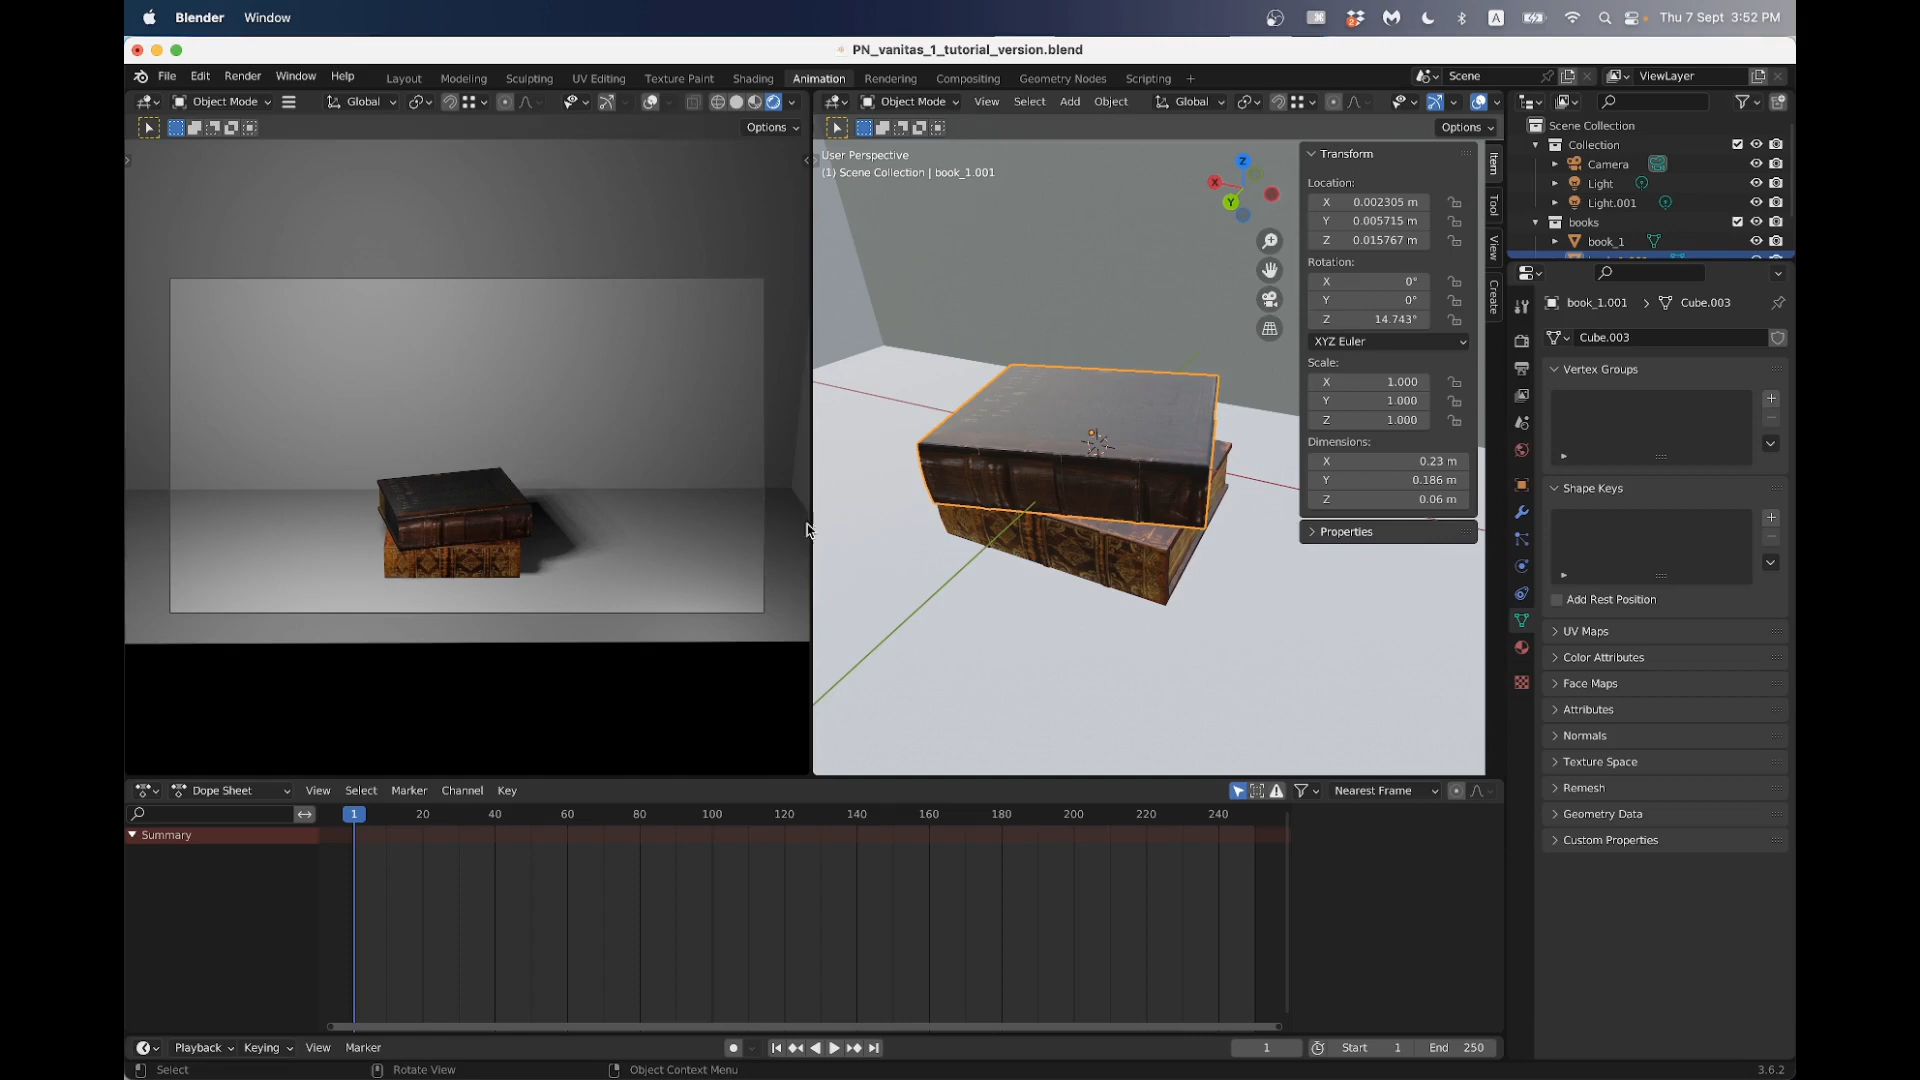 Blender Window
Thu 7 Sept 3:52 PM
PN_vanitas_1_tutorial_version.blend
File Edit Render Window Help
Layout Modeling Sculpting UV Editing Texture Paint Shading Animation Rendering Compositing Geometry Nodes Scripting +
Scene
ViewLayer
Object Mode Global
Object Mode View Select Add Object Global
Options
Options
User Perspective
(1) Scene Collection | book_1.001
Z
X
Y
Transform
Location:
X 0.002305 m
Y 0.005715 m
Z 0.015767 m
Rotation:
X 0°
Y 0°
Z 14.743°
XYZ Euler
Scale:
X 1.000
Y 1.000
Z 1.000
Dimensions:
X 0.23 m
Y 0.186 m
Z 0.06 m
Properties
Item
Tool
View
Create
Scene Collection
Collection
Camera
Light
Light.001
books
book_1
book_1.001 > Cube.003
Cube.003
Vertex Groups
Shape Keys
Add Rest Position
UV Maps
Color Attributes
Face Maps
Attributes
Normals
Texture Space
Remesh
Geometry Data
Custom Properties
Dope Sheet View Select Marker Channel Key
Nearest Frame
1 20 40 60 80 100 120 140 160 180 200 220 240
Summary
Playback Keying View Marker
1 Start 1 End 250
Select Rotate View Object Context Menu
3.6.2